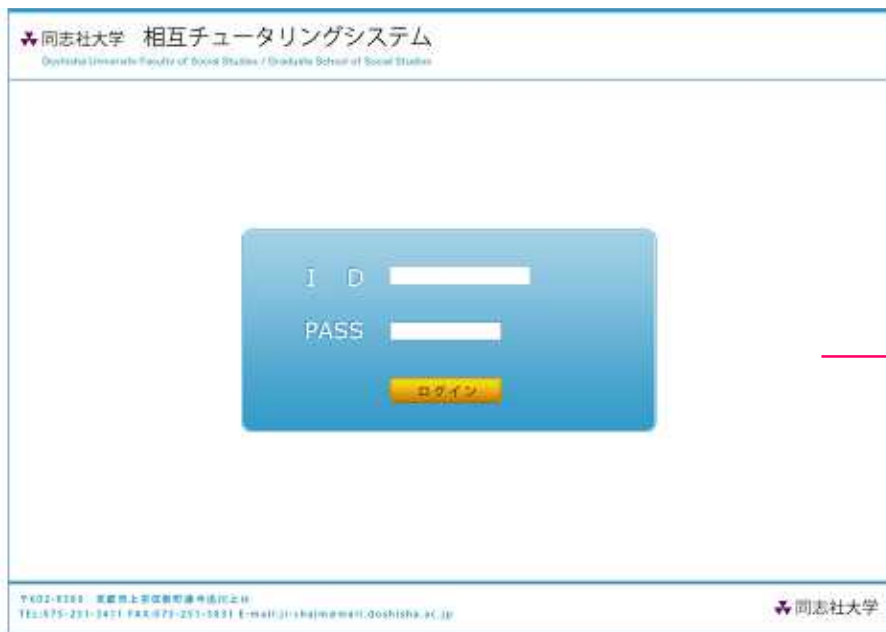 同志社大学 相互チュータリングシステム
Doshisha University Faculty of Social Studies / Graduate School of Social Studies
I D
PASS
ログイン
同志社大学